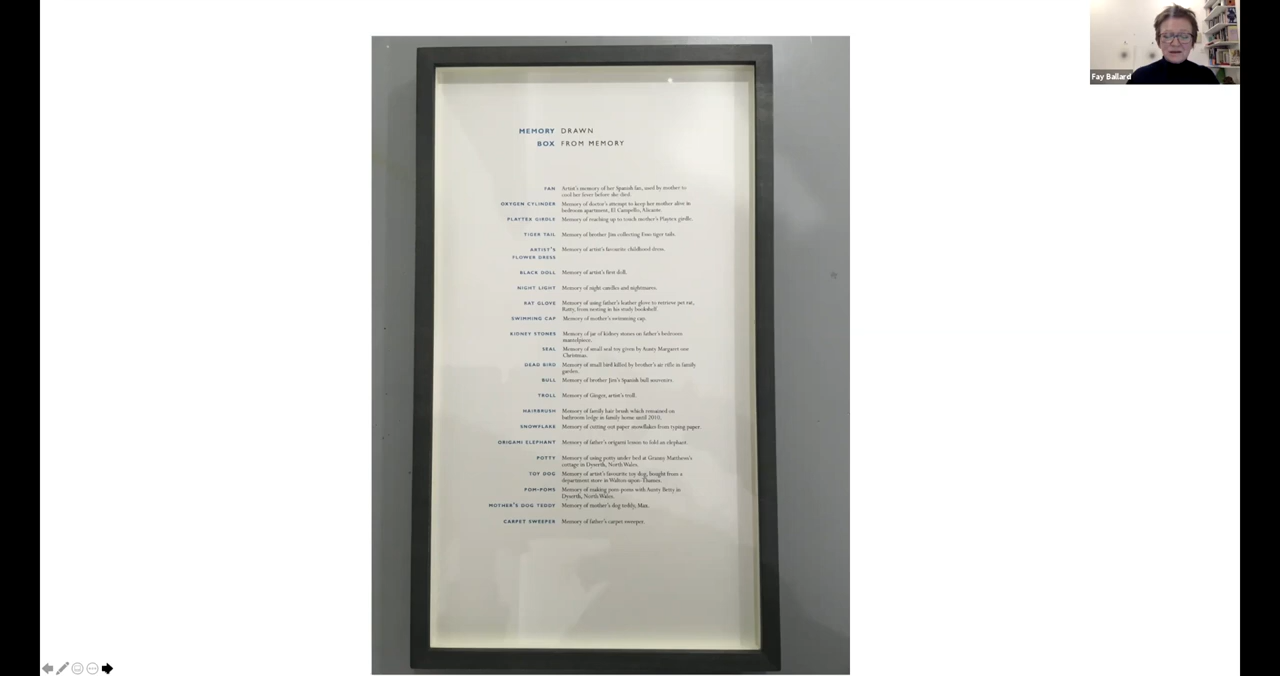 Fay Ballard
MEMORY DRAWN
BOX FROM MEMORY
FAN Artist's memory of her Spanish fan, used by mother to
cool her fever before she died.
OXYGEN CYLINDER Memory of doctor's attempt to keep her mother alive in
bedroom apartment, El Campello, Alicante.
PLAYTEX GIRDLE Memory of reaching up to touch mother's Playtex girdle.
TIGER TAIL Memory of brother Jim collecting Esso tiger tails.
ARTIST'S Memory of artist's favourite childhood dress.
FLOWER DRESS
BLACK DOLL Memory of artist's first doll.
NIGHT LIGHT Memory of night candles and nightmares.
RAT GLOVE Memory of using father's leather glove to retrieve pet rat,
Ratty, from nesting in his study bookshelf.
SWIMMING CAP Memory of mother's swimming cap.
KIDNEY STONES Memory of jar of kidney stones on father's bedroom
mantelpiece.
SEAL Memory of small seal toy given by Aunty Margaret one
Christmas.
DEAD BIRD Memory of small bird killed by brother's air rifle in family
garden.
BULL Memory of brother Jim's Spanish bull souvenirs.
TROLL Memory of Ginger, artist's troll.
HAIRBRUSH Memory of family hair brush which remained on
bathroom ledge in family home until 2010.
SNOWFLAKE Memory of cutting out paper snowflakes from typing paper.
ORIGAMI ELEPHANT Memory of father's origami lesson to fold an elephant.
POTTY Memory of using potty under bed at Granny Matthews's
cottage in Dyserth, North Wales.
TOY DOG Memory of artist's favourite toy dog, bought from a
department store in Walton-upon-Thames.
POM-POMS Memory of making pom-poms with Aunty Betty in
Dyserth, North Wales.
MOTHER'S DOG TEDDY Memory of mother's dog teddy, Max.
CARPET SWEEPER Memory of father's carpet sweeper.